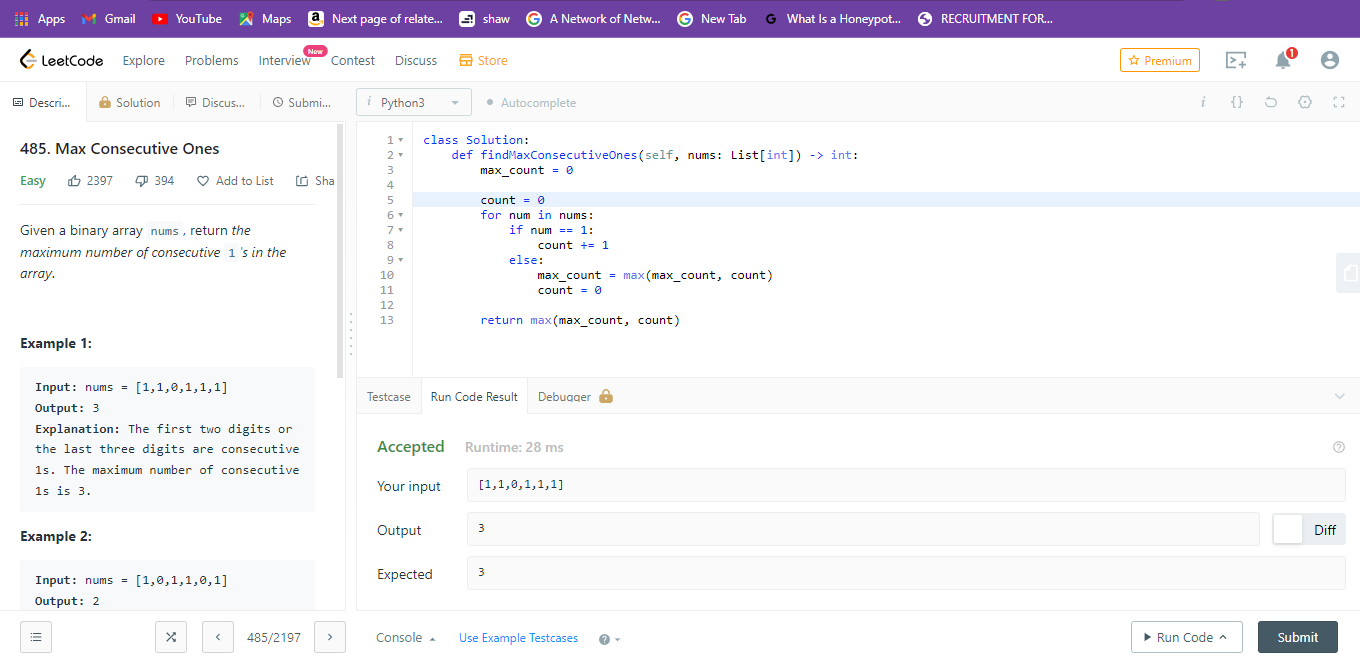 Apps Gmail YouTube Maps Next page of relate... shaw A Network of Netw... New Tab What Is a Honeypot... RECRUITMENT FOR...
LeetCode Explore Problems Interview New Contest Discuss Store Premium 1
Descri... Solution Discus... Submi... i Python3 Autocomplete i {}
485. Max Consecutive Ones
Easy 2397 394 Add to List Sha
Given a binary array nums, return the
maximum number of consecutive 1 's in the
array.
Example 1:
Input: nums = [1,1,0,1,1,1]
Output: 3
Explanation: The first two digits or
the last three digits are consecutive
1s. The maximum number of consecutive
1s is 3.
Example 2:
Input: nums = [1,0,1,1,0,1]
Output: 2
1 class Solution:
2 def findMaxConsecutiveOnes(self, nums: List[int]) -> int:
3 max_count = 0
4
5 count = 0
6 for num in nums:
7 if num == 1:
8 count += 1
9 else:
10 max_count = max(max_count, count)
11 count = 0
12
13 return max(max_count, count)
Testcase Run Code Result Debugger
Accepted Runtime: 28 ms
Your input [1,1,0,1,1,1]
Output 3 Diff
Expected 3
485/2197 Console Use Example Testcases Run Code Submit